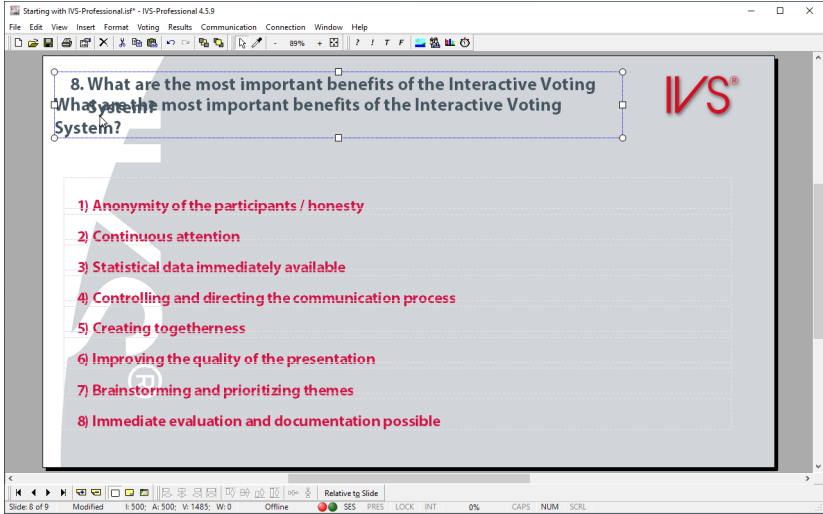 Starting with IVS-Professional.isf* - IVS-Professional 4.5.9
File Edit View Insert Format Voting Results Communication Connection Window Help
- 89% + ? ! T F
8. What are the most important benefits of the Interactive Voting
System?
What are the most important benefits of the Interactive Voting
System?
IVS®
1) Anonymity of the participants / honesty
2) Continuous attention
3) Statistical data immediately available
4) Controlling and directing the communication process
5) Creating togetherness
6) Improving the quality of the presentation
7) Brainstorming and prioritizing themes
8) Immediate evaluation and documentation possible
Relative to Slide
Slide: 8 of 9 Modified I: 500; A: 500; V: 1485; W: 0 Offline SES PRES LOCK INT 0% CAPS NUM SCRL